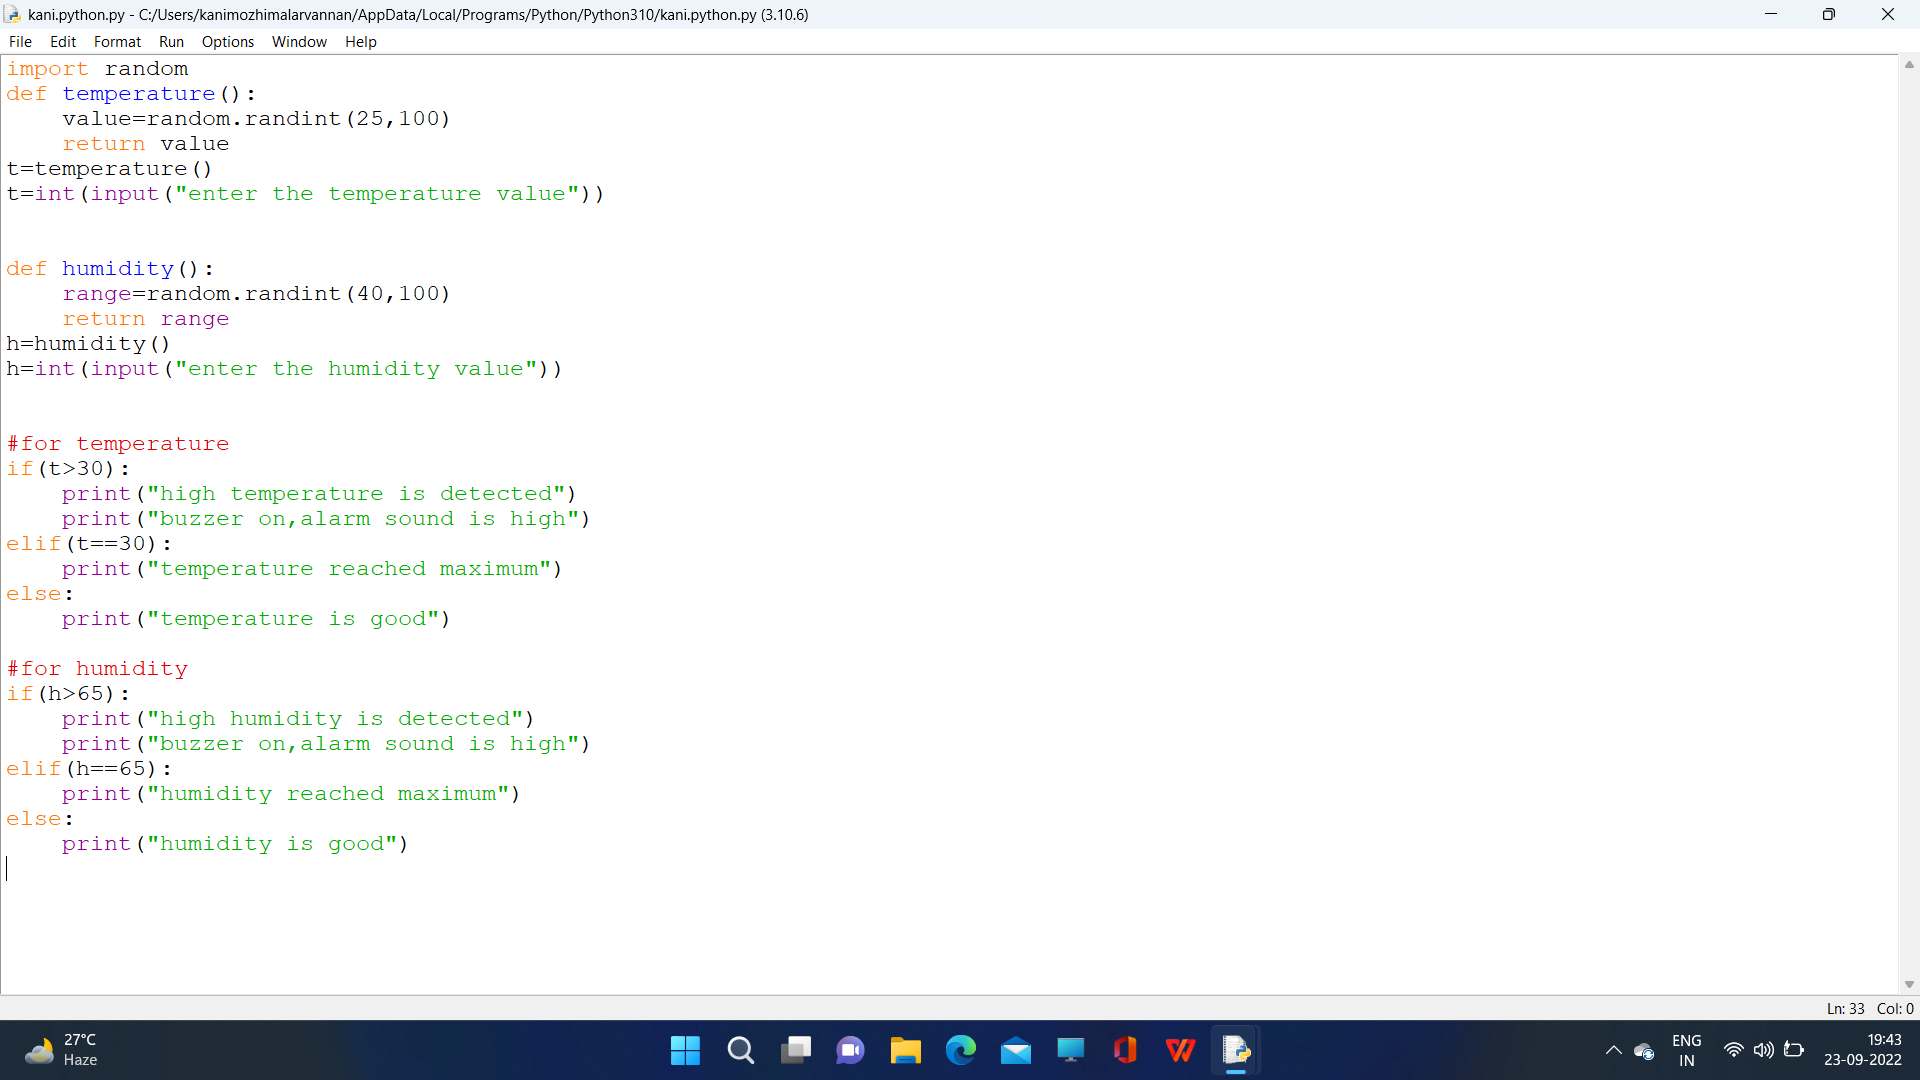 kani.python.py - C:/Users/kanimozhimalarvannan/AppData/Local/Programs/Python/Python310/kani.python.py (3.10.6)
File Edit Format Run Options Window Help
import random
def temperature():
    value=random.randint(25,100)
    return value
t=temperature()
t=int(input("enter the temperature value"))
def humidity():
    range=random.randint(40,100)
    return range
h=humidity()
h=int(input("enter the humidity value"))
#for temperature
if(t>30):
    print("high temperature is detected")
    print("buzzer on,alarm sound is high")
elif(t==30):
    print("temperature reached maximum")
else:
    print("temperature is good")
#for humidity
if(h>65):
    print("high humidity is detected")
    print("buzzer on,alarm sound is high")
elif(h==65):
    print("humidity reached maximum")
else:
    print("humidity is good")
Ln: 33 Col: 0
27°C
Haze
ENG
IN
19:43
23-09-2022